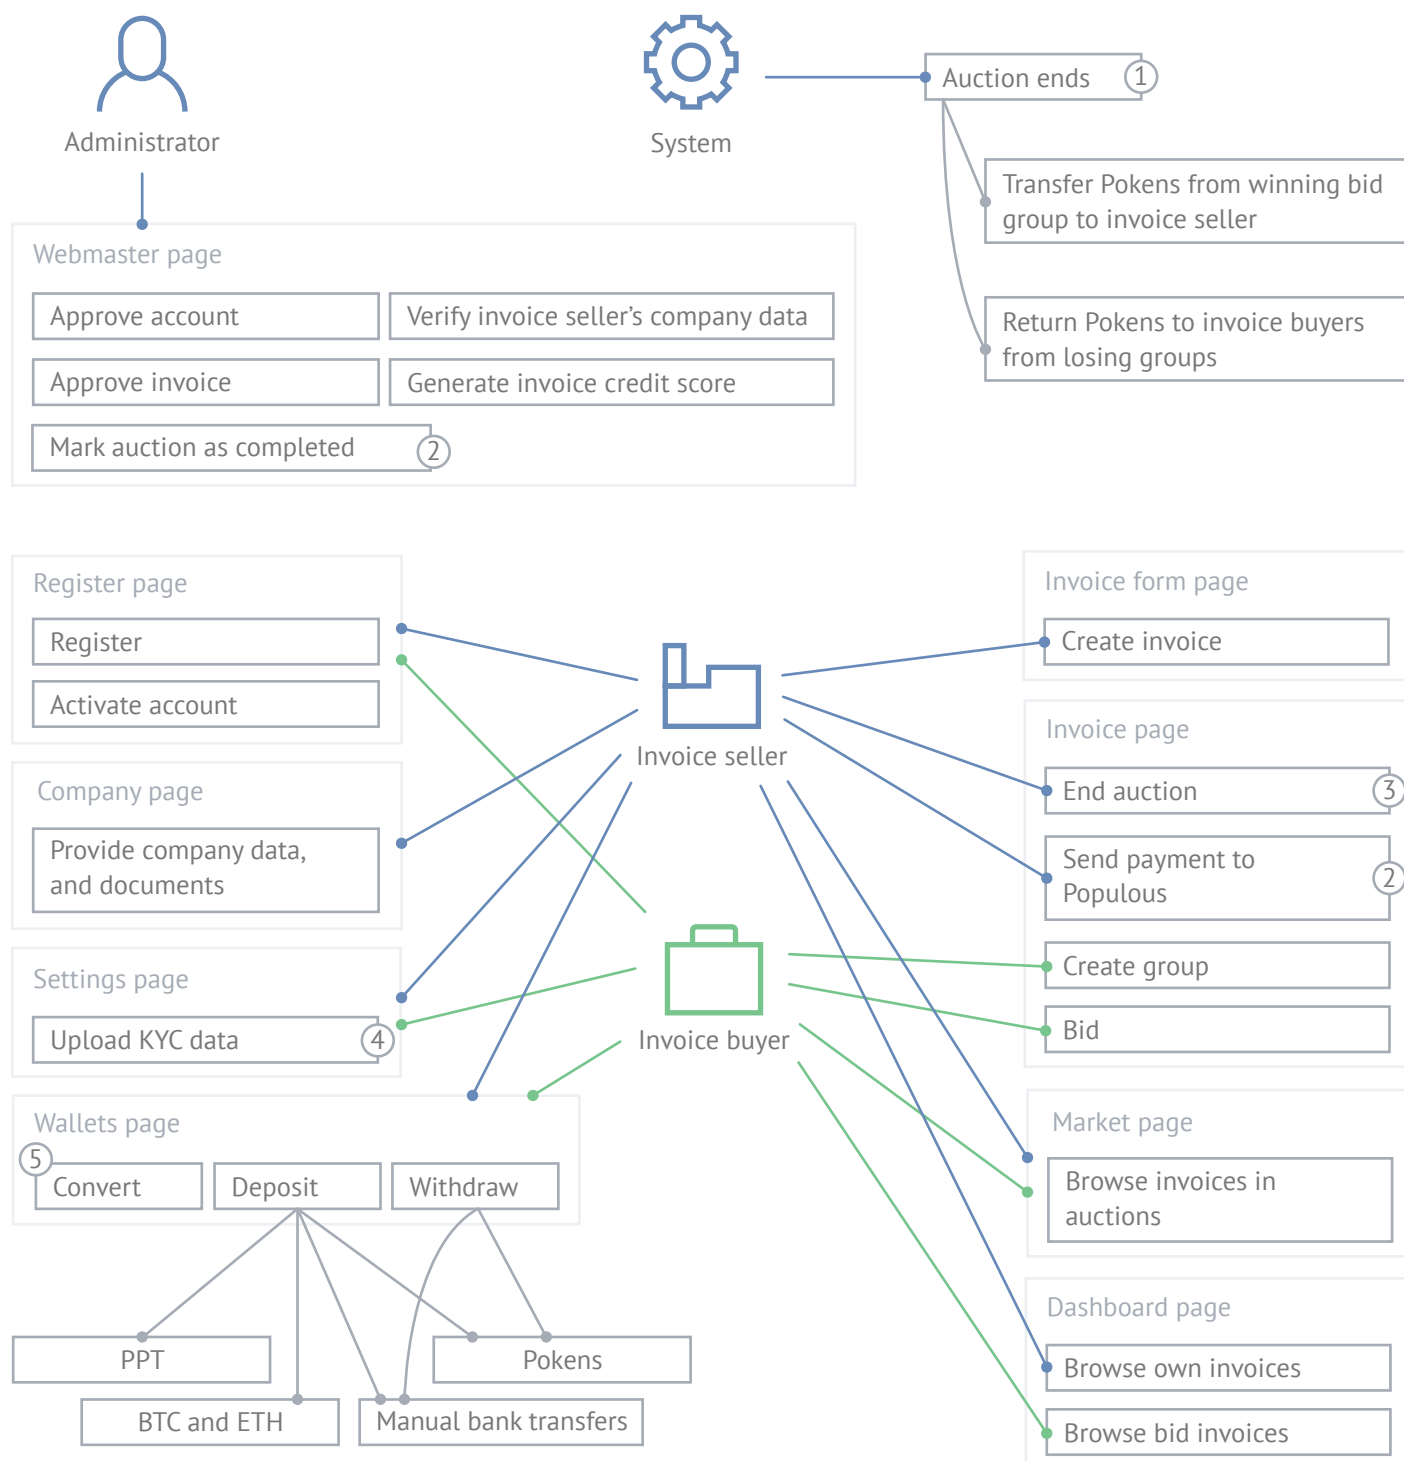 Administrator
System
Auction ends
1
Transfer Pokens from winning bid
group to invoice seller
Return Pokens to invoice buyers
from losing groups
Webmaster page
Approve account
Verify invoice seller’s company data
Approve invoice
Generate invoice credit score
Mark auction as completed
2
Register page
Register
Activate account
Company page
Provide company data,
and documents
Settings page
Upload KYC data
4
Wallets page
5
Convert
Deposit
Withdraw
PPT
Pokens
BTC and ETH
Manual bank transfers
Invoice seller
Invoice buyer
Invoice form page
Create invoice
Invoice page
End auction
3
Send payment to
Populous
2
Create group
Bid
Market page
Browse invoices in
auctions
Dashboard page
Browse own invoices
Browse bid invoices